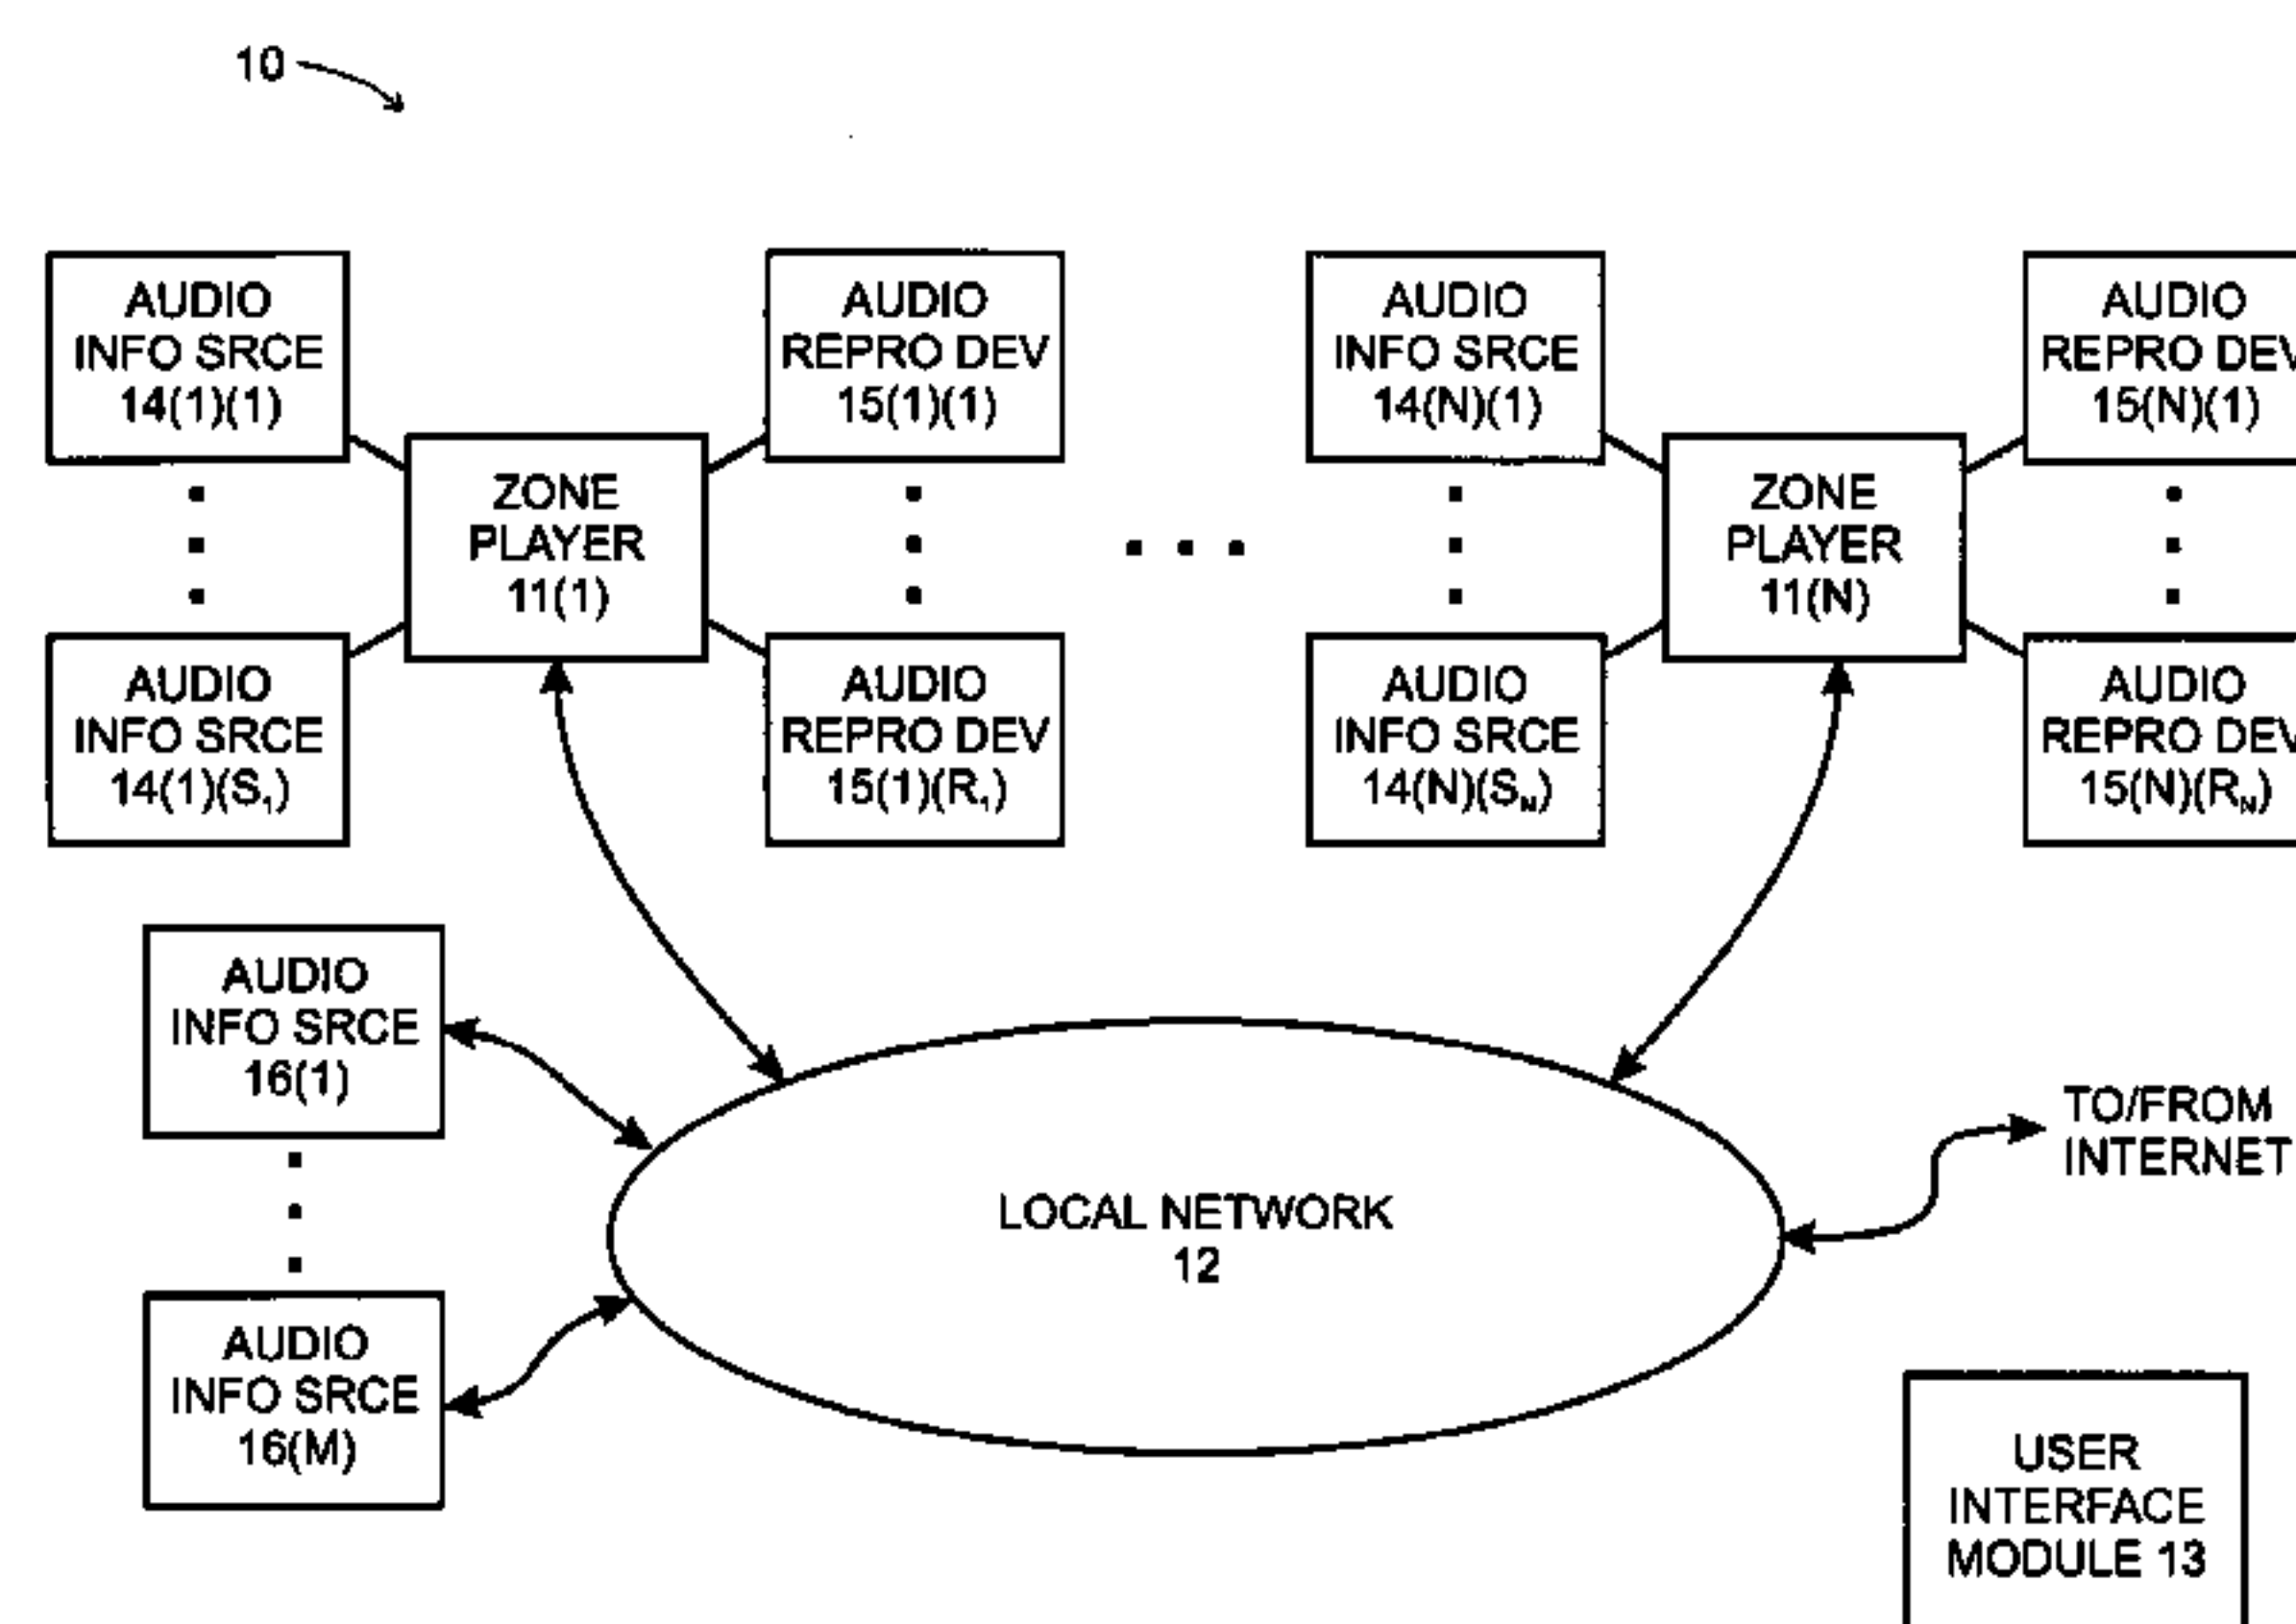 10
AUDIO
INFO SRCE
14(1)(1)
AUDIO
REPRO DEV
15(1)(1)
AUDIO
INFO SRCE
14(N)(1)
AUDIO
REPRO DEV
15(N)(1)
ZONE
PLAYER
11(1)
ZONE
PLAYER
11(N)
AUDIO
INFO SRCE
14(1)(S₁)
AUDIO
REPRO DEV
15(1)(R₁)
AUDIO
INFO SRCE
14(N)(S_N)
AUDIO
REPRO DEV
15(N)(R_N)
AUDIO
INFO SRCE
16(1)
TO/FROM
INTERNET
LOCAL NETWORK
12
AUDIO
INFO SRCE
16(M)
USER
INTERFACE
MODULE 13